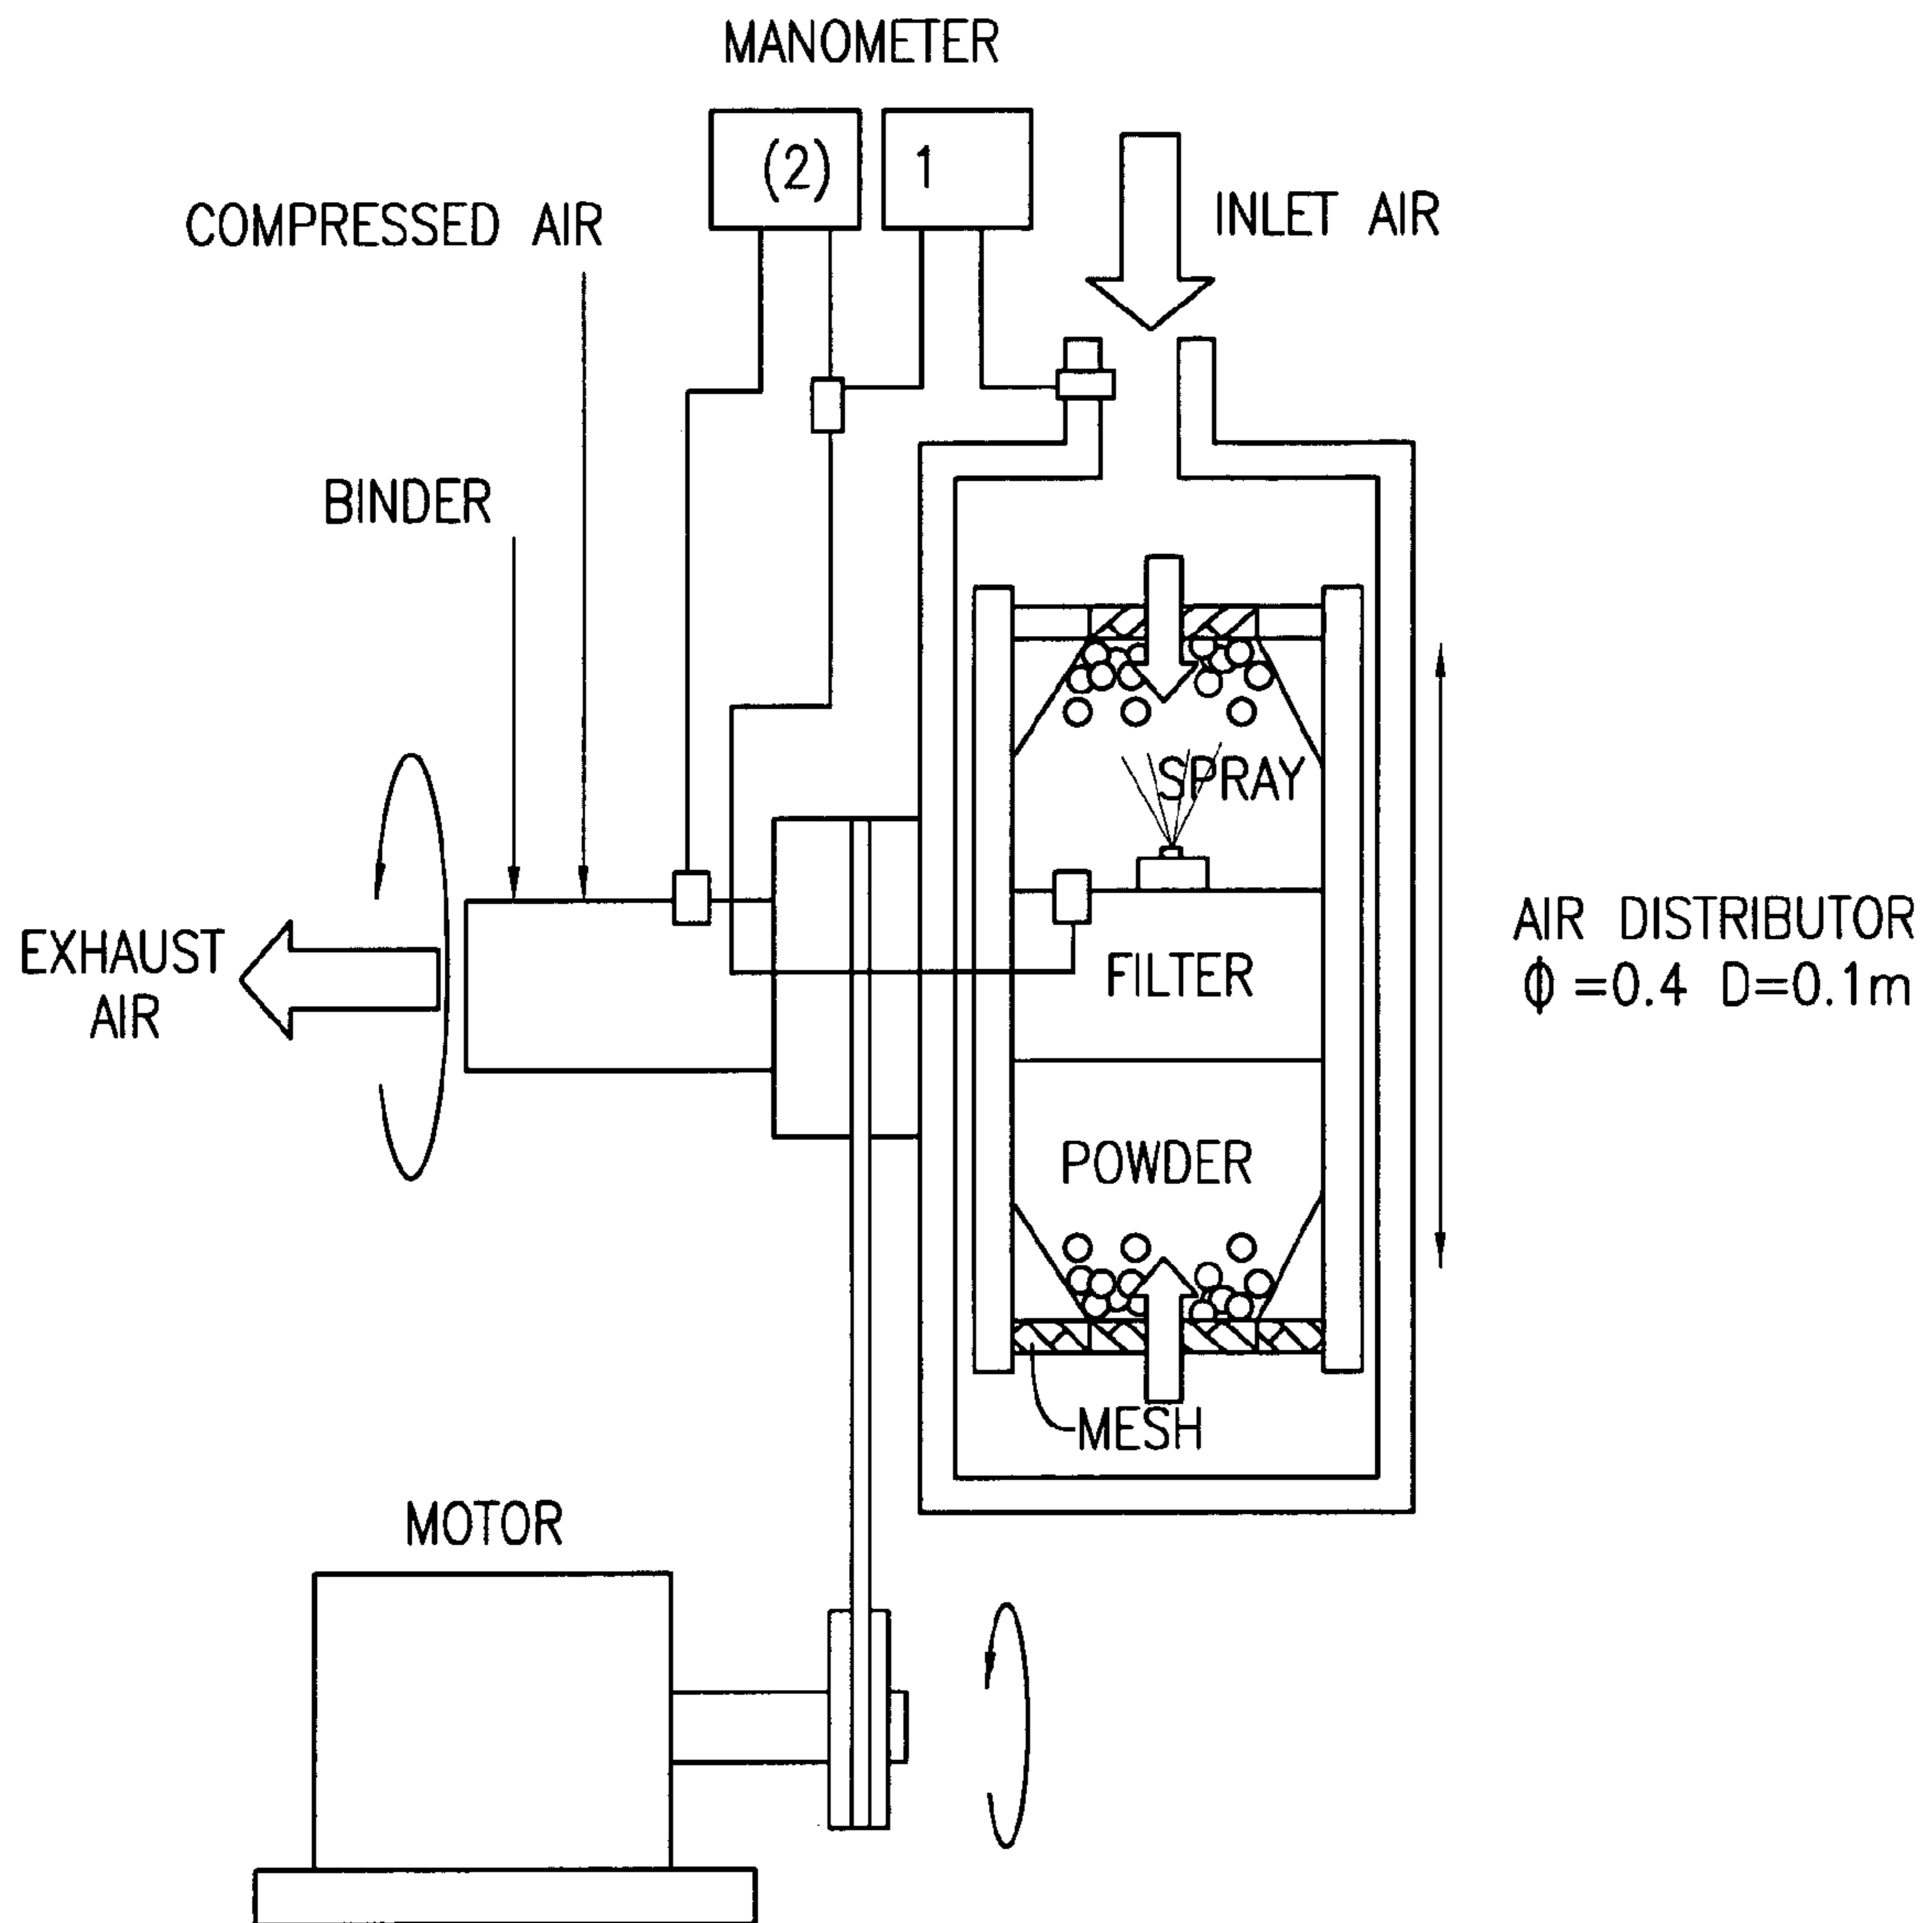 MANOMETER
(2)
1
COMPRESSED AIR
INLET AIR
BINDER
SPRAY
EXHAUST
AIR
FILTER
AIR DISTRIBUTOR
Φ =0.4 D=0.1m
POWDER
MESH
MOTOR